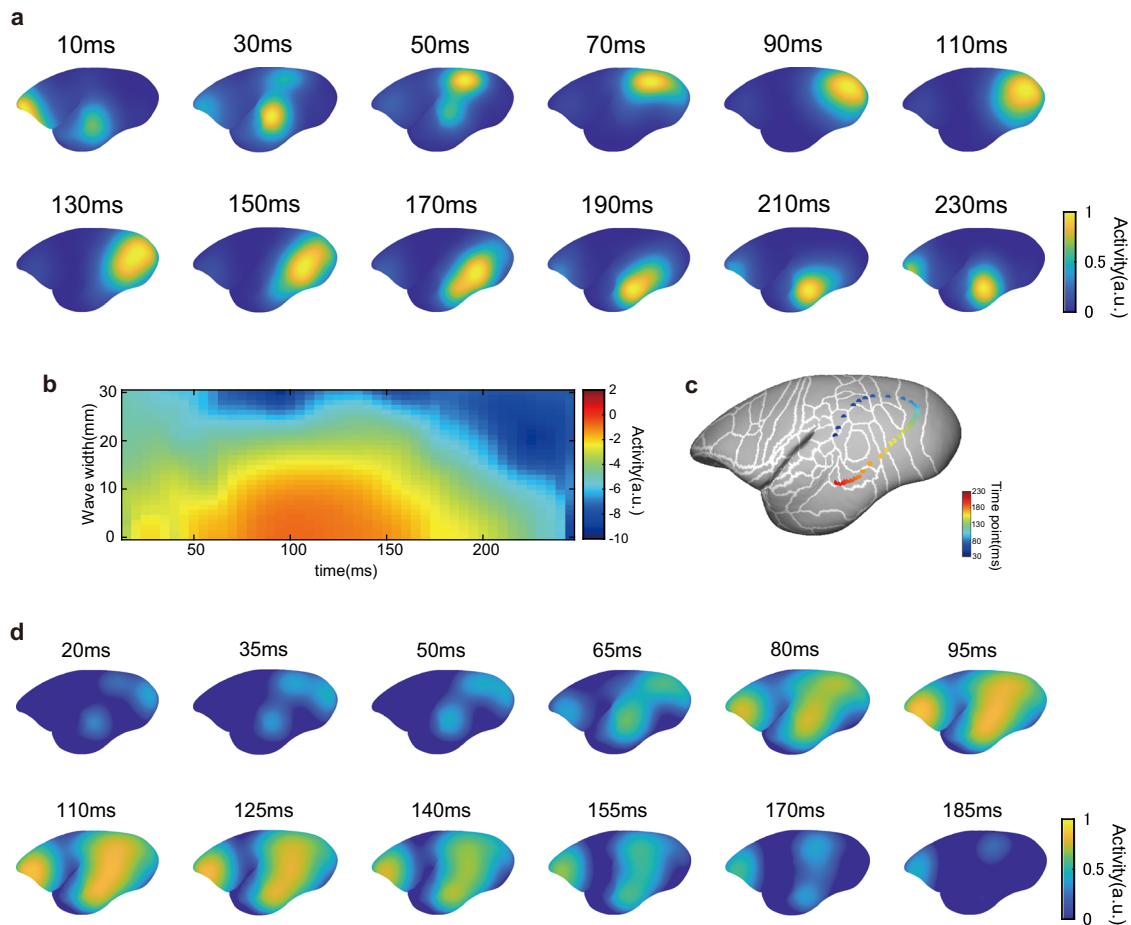 a
10ms 30ms 50ms 70ms 90ms 110ms
130ms 150ms 170ms 190ms 210ms 230ms
1
0.5
0
Activity(a.u.)
b
30
20
10
0
Wave width(mm)
50 100 150 200
time(ms)
2
0
-2
-4
-6
-8
-10
Activity(a.u.)
c
230
180
130
80
30
Time point(ms)
d
20ms 35ms 50ms 65ms 80ms 95ms
110ms 125ms 140ms 155ms 170ms 185ms
1
0.5
0
Activity(a.u.)